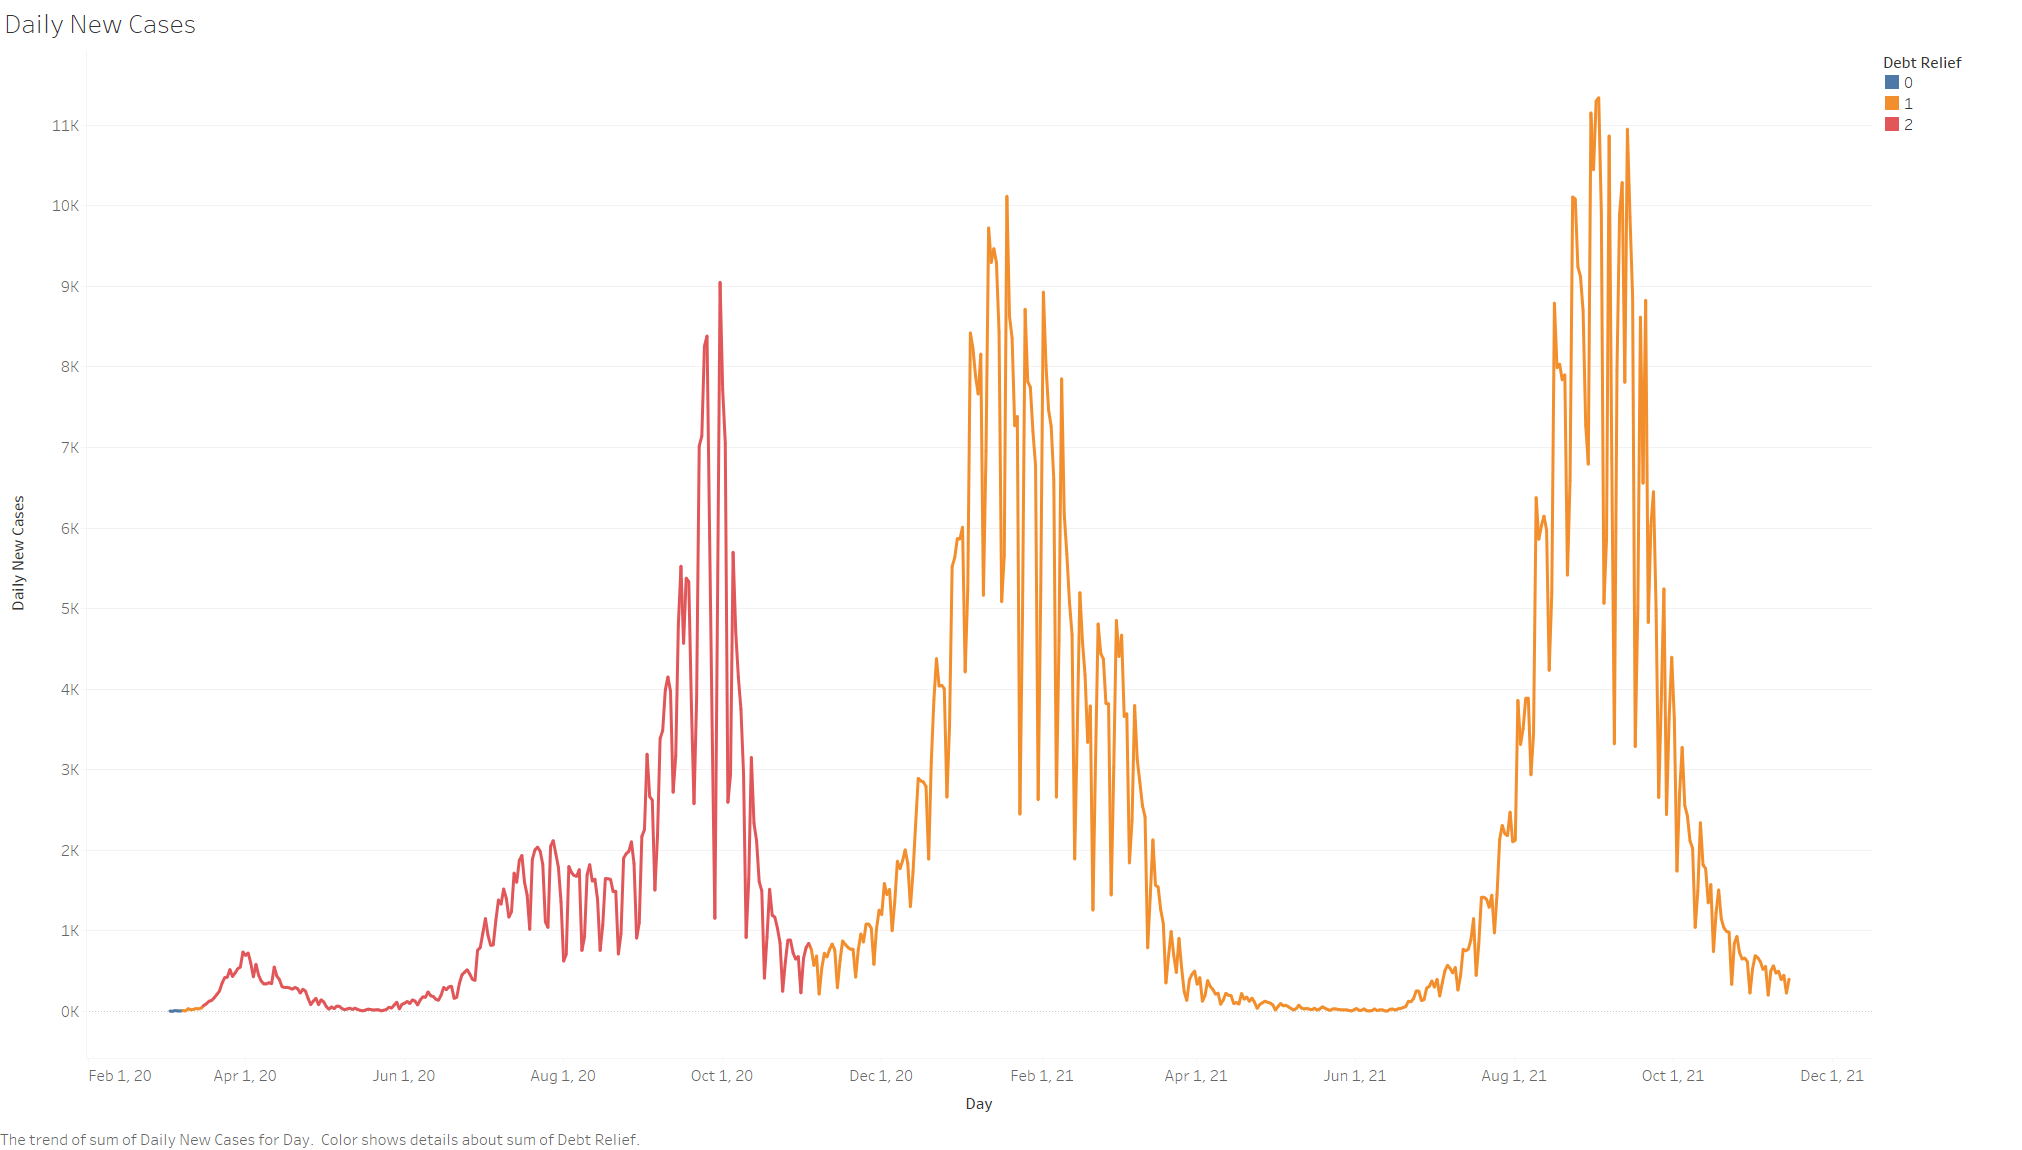 Daily New Cases
Debt Relief
0
1
2
11K
10K
9K
8K
7K
6K
5K
4K
3K
2K
1K
0K
Daily New Cases
Feb 1, 20 Apr 1, 20 Jun 1, 20 Aug 1, 20 Oct 1, 20 Dec 1, 20 Feb 1, 21 Apr 1, 21 Jun 1, 21 Aug 1, 21 Oct 1, 21 Dec 1, 21
Day
The trend of sum of Daily New Cases for Day.  Color shows details about sum of Debt Relief.